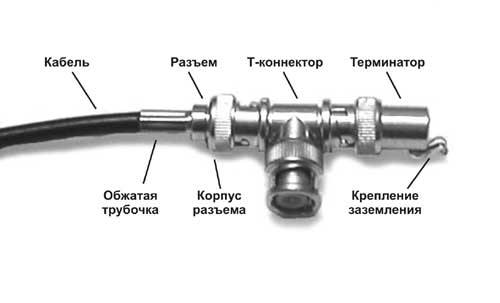 Кабель
Разъем
Т-коннектор
Терминатор
Обжатая
трубочка
Корпус
разъема
Крепление
заземления